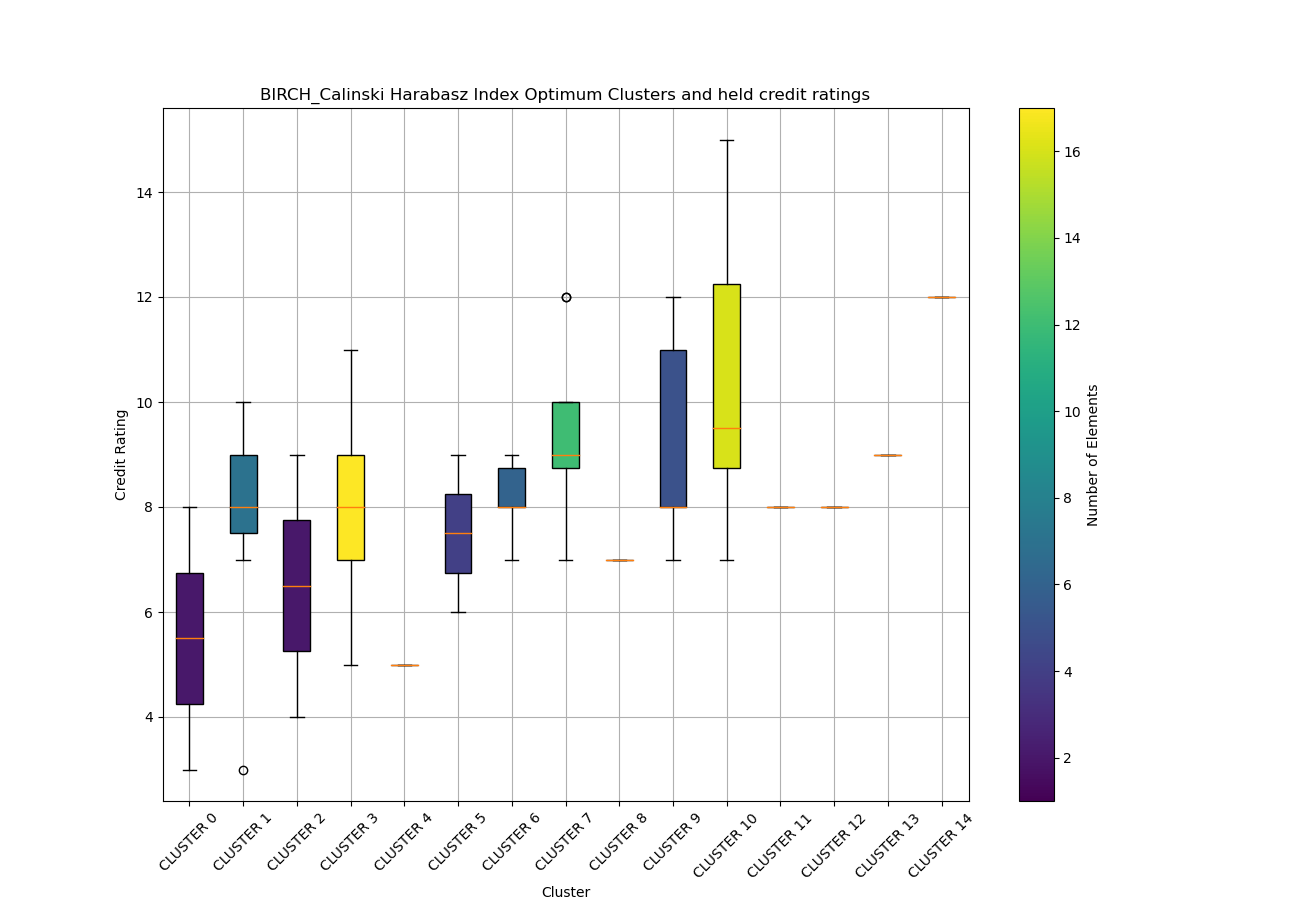 BIRCH_Calinski Harabasz Index Optimum Clusters and held credit ratings
Credit Rating
14
12
10
8
6
4
CLUSTER 0
CLUSTER 1
CLUSTER 2
CLUSTER 3
CLUSTER 4
CLUSTER 5
CLUSTER 6
CLUSTER 7
CLUSTER 8
CLUSTER 9
CLUSTER 10
CLUSTER 11
CLUSTER 12
CLUSTER 13
CLUSTER 14
Cluster
16
14
12
10
8
6
4
2
Number of Elements